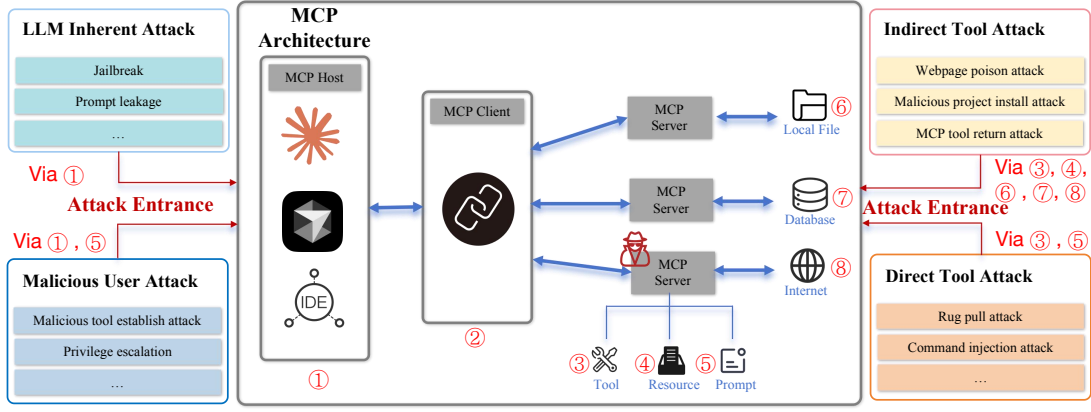 LLM Inherent Attack
Jailbreak
Prompt leakage
…
Via ①
Attack Entrance
Via ① , ⑤
Malicious User Attack
Malicious tool establish attack
Privilege escalation
…
MCP
Architecture
MCP Host
IDE
①
MCP Client
②
MCP
Server
⑥
Local File
MCP
Server
⑦
Database
MCP
Server
⑧
Internet
③
Tool
④
Resource
⑤
Prompt
Indirect Tool Attack
Webpage poison attack
Malicious project install attack
MCP tool return attack
Via ③, ④,
⑥ , ⑦, ⑧
Attack Entrance
Via ③ , ⑤
Direct Tool Attack
Rug pull attack
Command injection attack
…